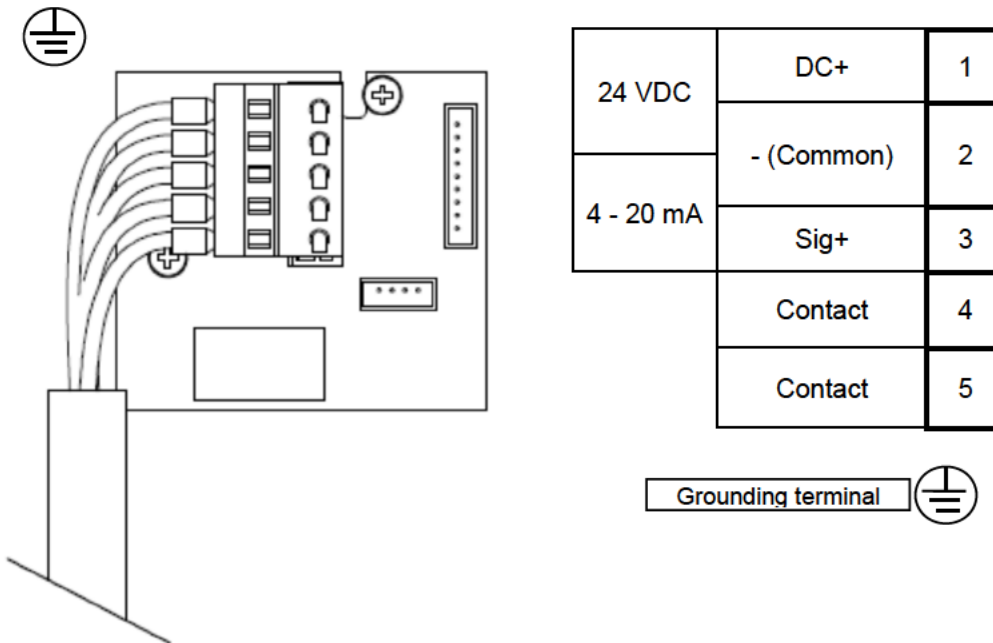 24 VDC
DC+
1
- (Common)
2
4 - 20 mA
Sig+
3
Contact
4
Contact
5
Grounding terminal